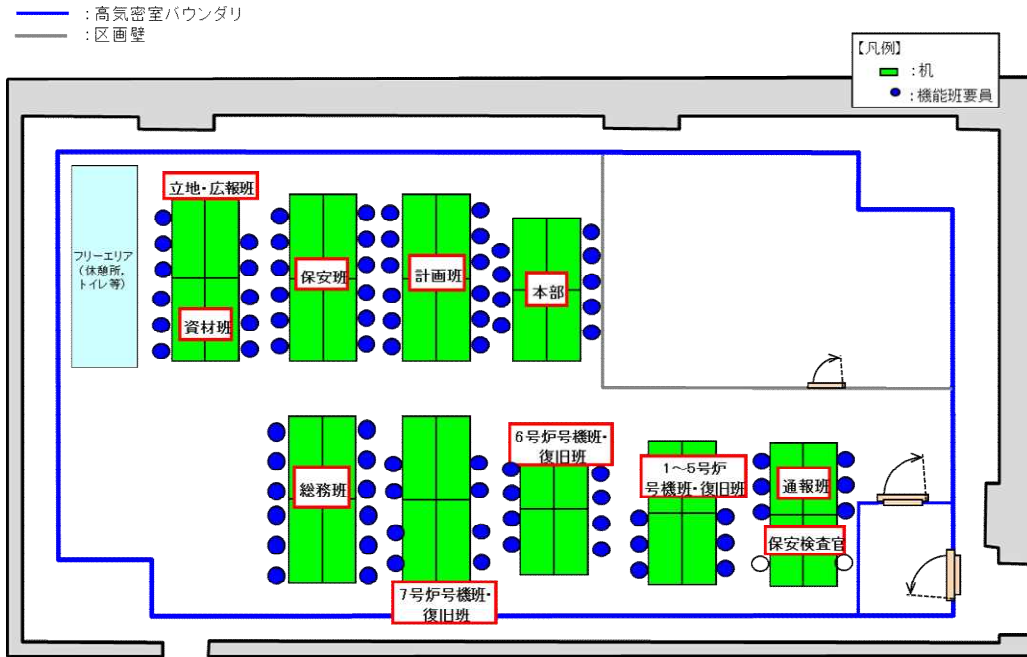 ：高気密室バウンダリ
：区画壁
【凡例】
：机
：機能班要員
フリーエリア
（休憩所、
トイレ等）
立地・広報班
資材班
保安班
計画班
本部
総務班
7号炉号機班・
復旧班
6号炉号機班・
復旧班
1～5号炉
号機班・復旧班
通報班
保安検査官